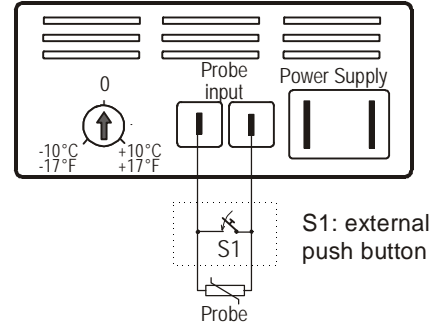 0
Probe
input
Power Supply
-10°C
-17°F
+10°C
+17°F
S1
S1: external
push button
Probe